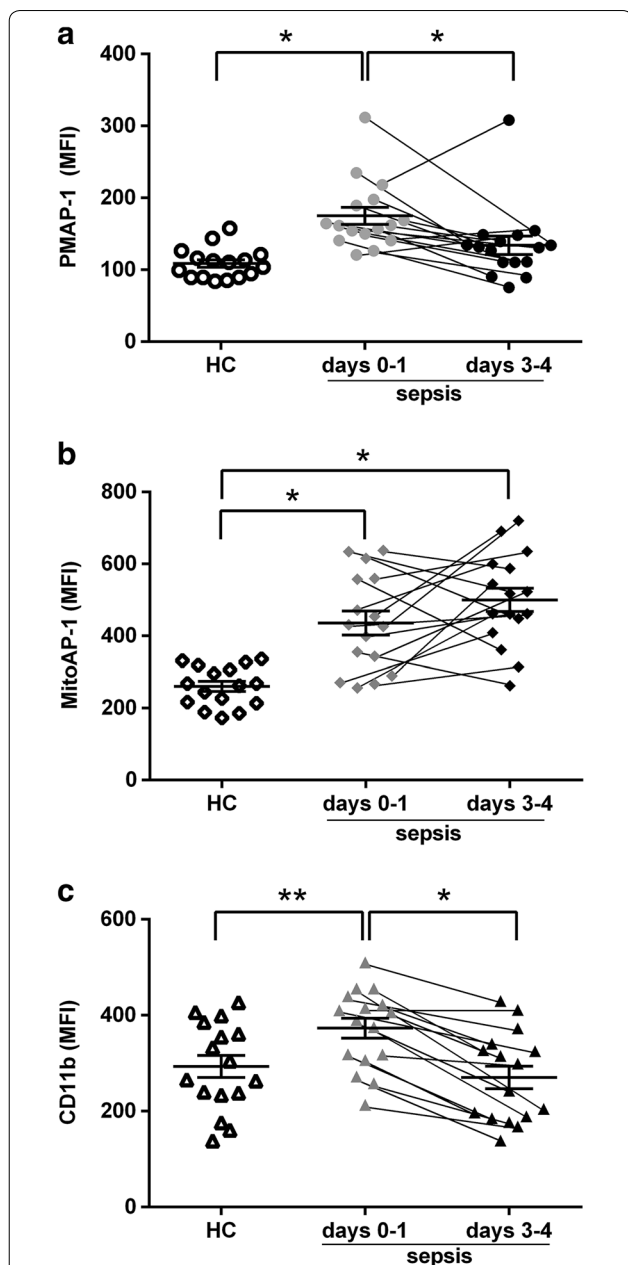 a
* *
400
300
200
100
0
PMAP-1 (MFI)
HC days 0-1 days 3-4
sepsis
b
*
*
800
600
400
200
0
MitoAP-1 (MFI)
HC days 0-1 days 3-4
sepsis
c
** *
600
400
200
0
CD11b (MFI)
HC days 0-1 days 3-4
sepsis